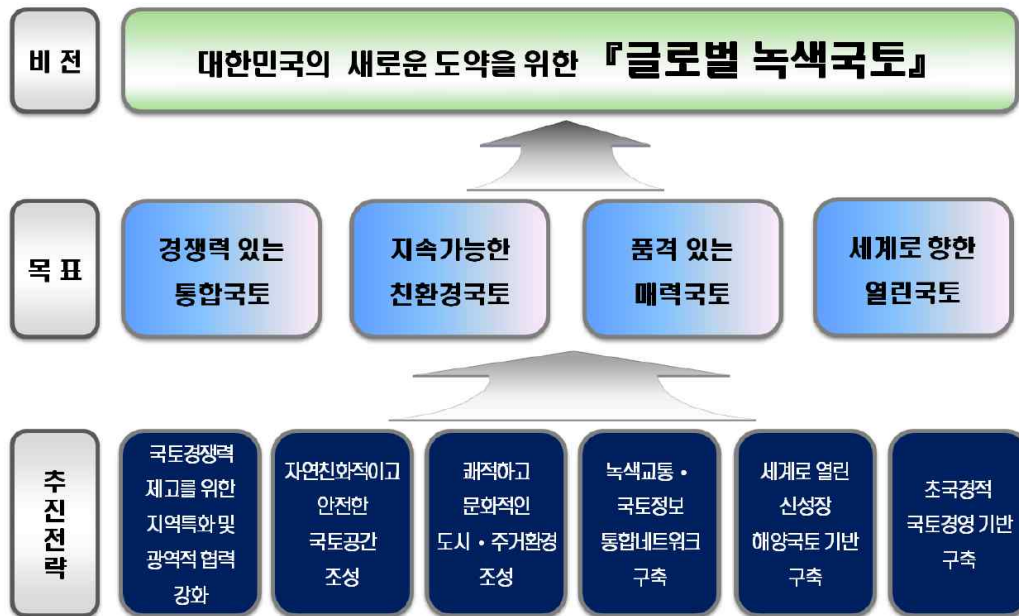 비 전
대한민국의 새로운 도약을 위한 『글로벌 녹색국토』
목 표
경쟁력 있는
통합국토
지속가능한
친환경국토
품격 있는
매력국토
세계로 향한
열린국토
추
진
전
략
국토경쟁력
제고를 위한
지역특화 및
광역적 협력
강화
자연친화적이고
안전한
국토공간
조성
쾌적하고
문화적인
도시・주거환경
조성
녹색교통・
국토정보
통합네트워크
구축
세계로 열린
신성장
해양국토 기반
구축
초국경적
국토경영 기반
구축